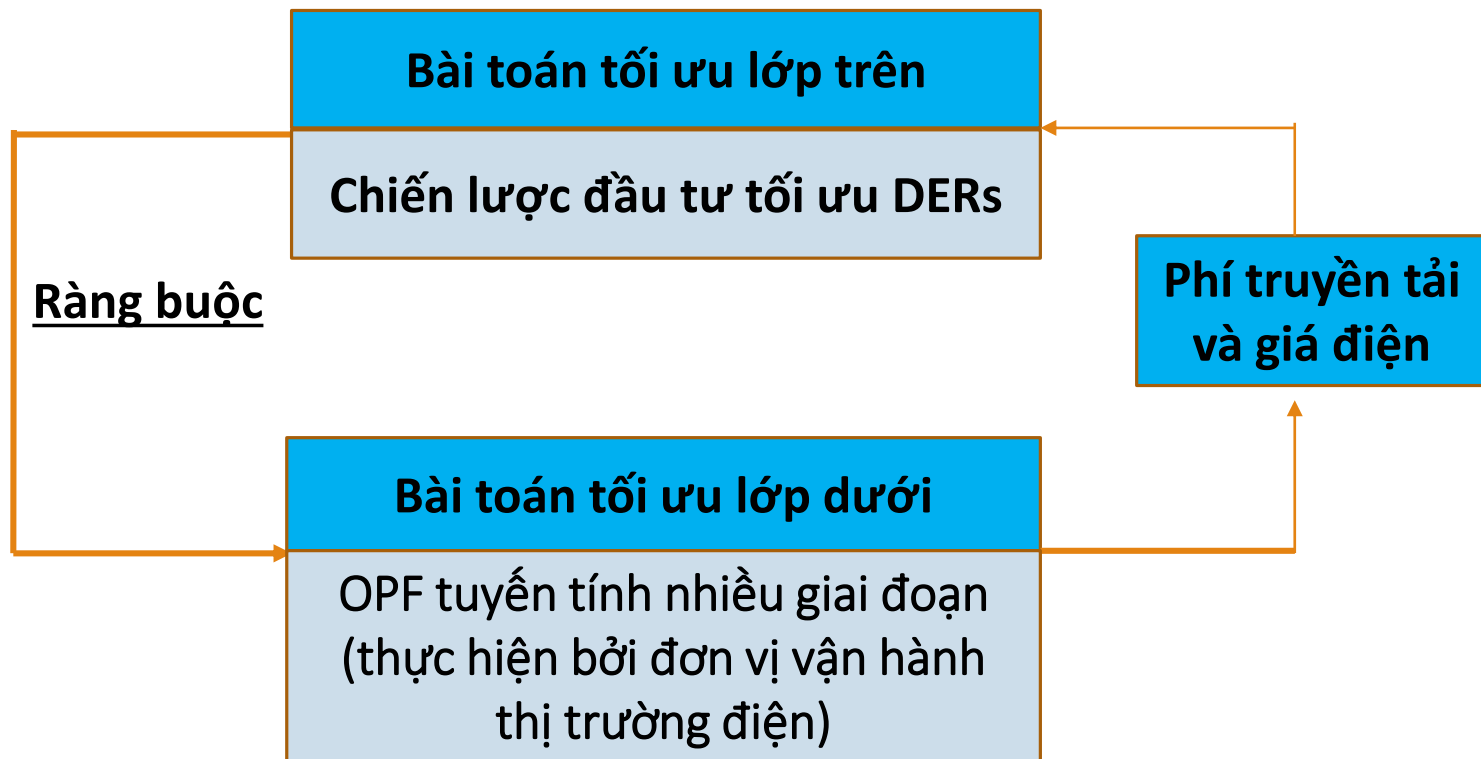 Bài toán tối ưu lớp trên
Chiến lược đầu tư tối ưu DERs
Ràng buộc
Phí truyền tải
và giá điện
Bài toán tối ưu lớp dưới
OPF tuyến tính nhiều giai đoạn
(thực hiện bởi đơn vị vận hành
thị trường điện)